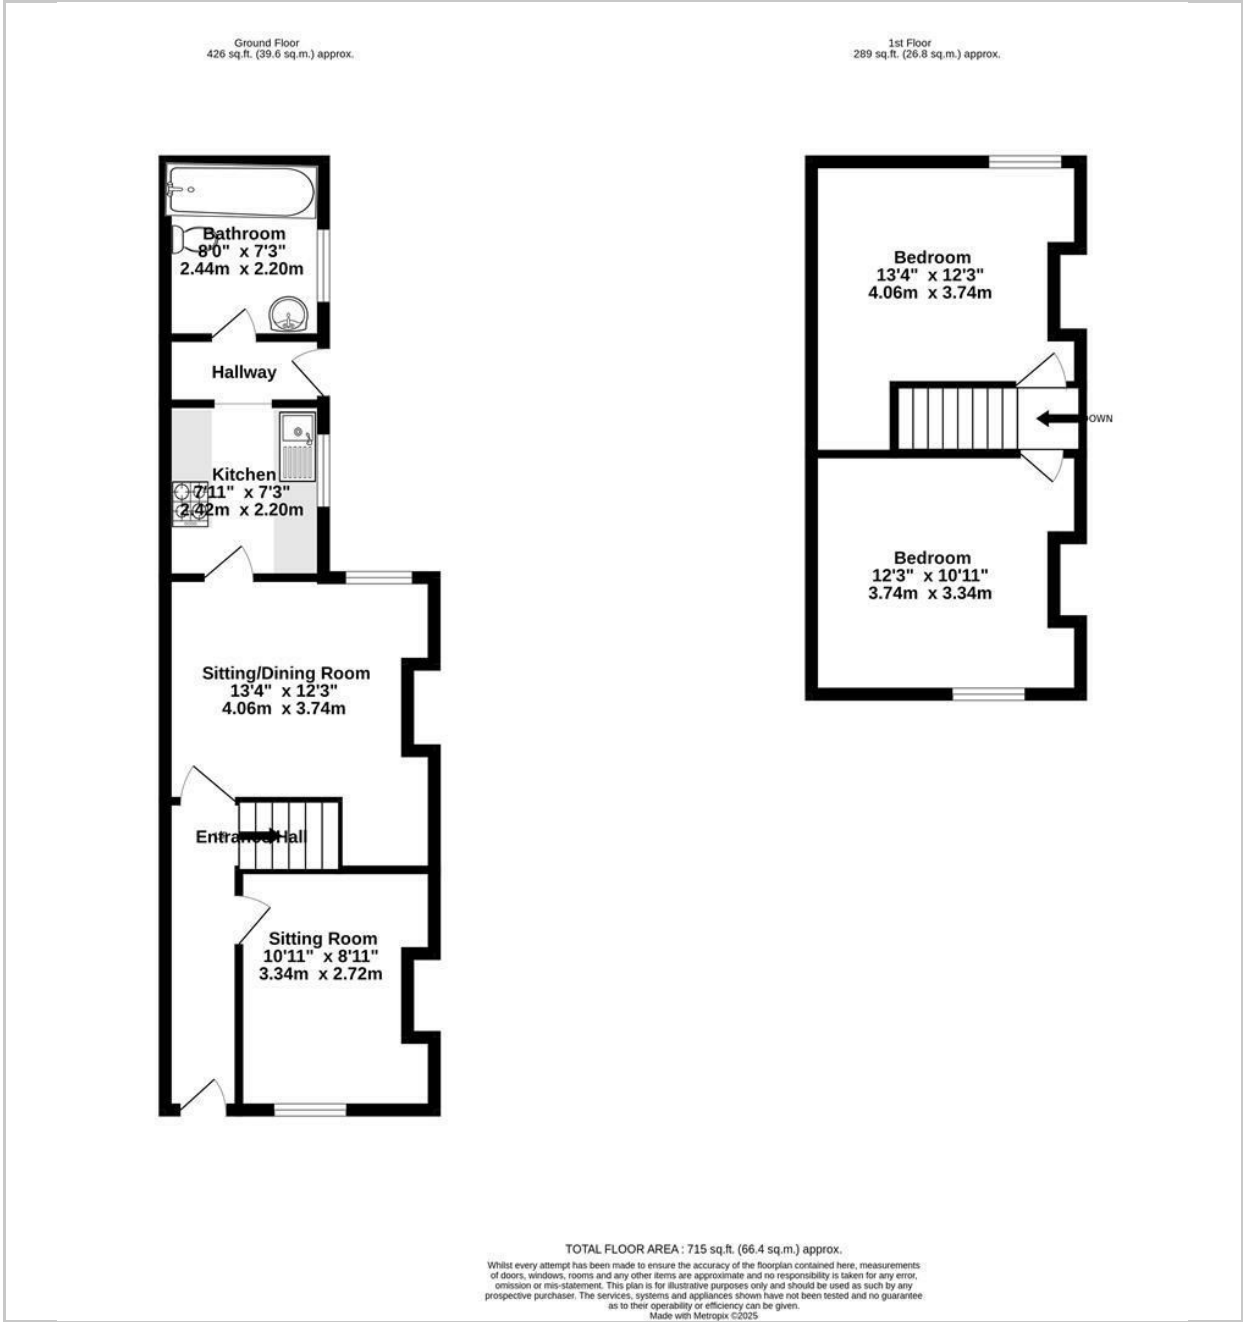 Ground Floor
426 sq.ft. (39.6 sq.m.) approx.
1st Floor
289 sq.ft. (26.8 sq.m.) approx.
Bathroom
8'0" x 7'3"
2.44m x 2.20m
Hallway
Kitchen
7'11" x 7'3"
2.42m x 2.20m
Sitting/Dining Room
13'4" x 12'3"
4.06m x 3.74m
Entrance Hall
Sitting Room
10'11" x 8'11"
3.34m x 2.72m
Bedroom
13'4" x 12'3"
4.06m x 3.74m
DOWN
Bedroom
12'3" x 10'11"
3.74m x 3.34m
TOTAL FLOOR AREA : 715 sq.ft. (66.4 sq.m.) approx.
Whilst every attempt has been made to ensure the accuracy of the floorplan contained here, measurements
of doors, windows, rooms and any other items are approximate and no responsibility is taken for any error,
omission or mis-statement. This plan is for illustrative purposes only and should be used as such by any
prospective purchaser. The services, systems and appliances shown have not been tested and no guarantee
as to their operability or efficiency can be given.
Made with Metropix ©2025